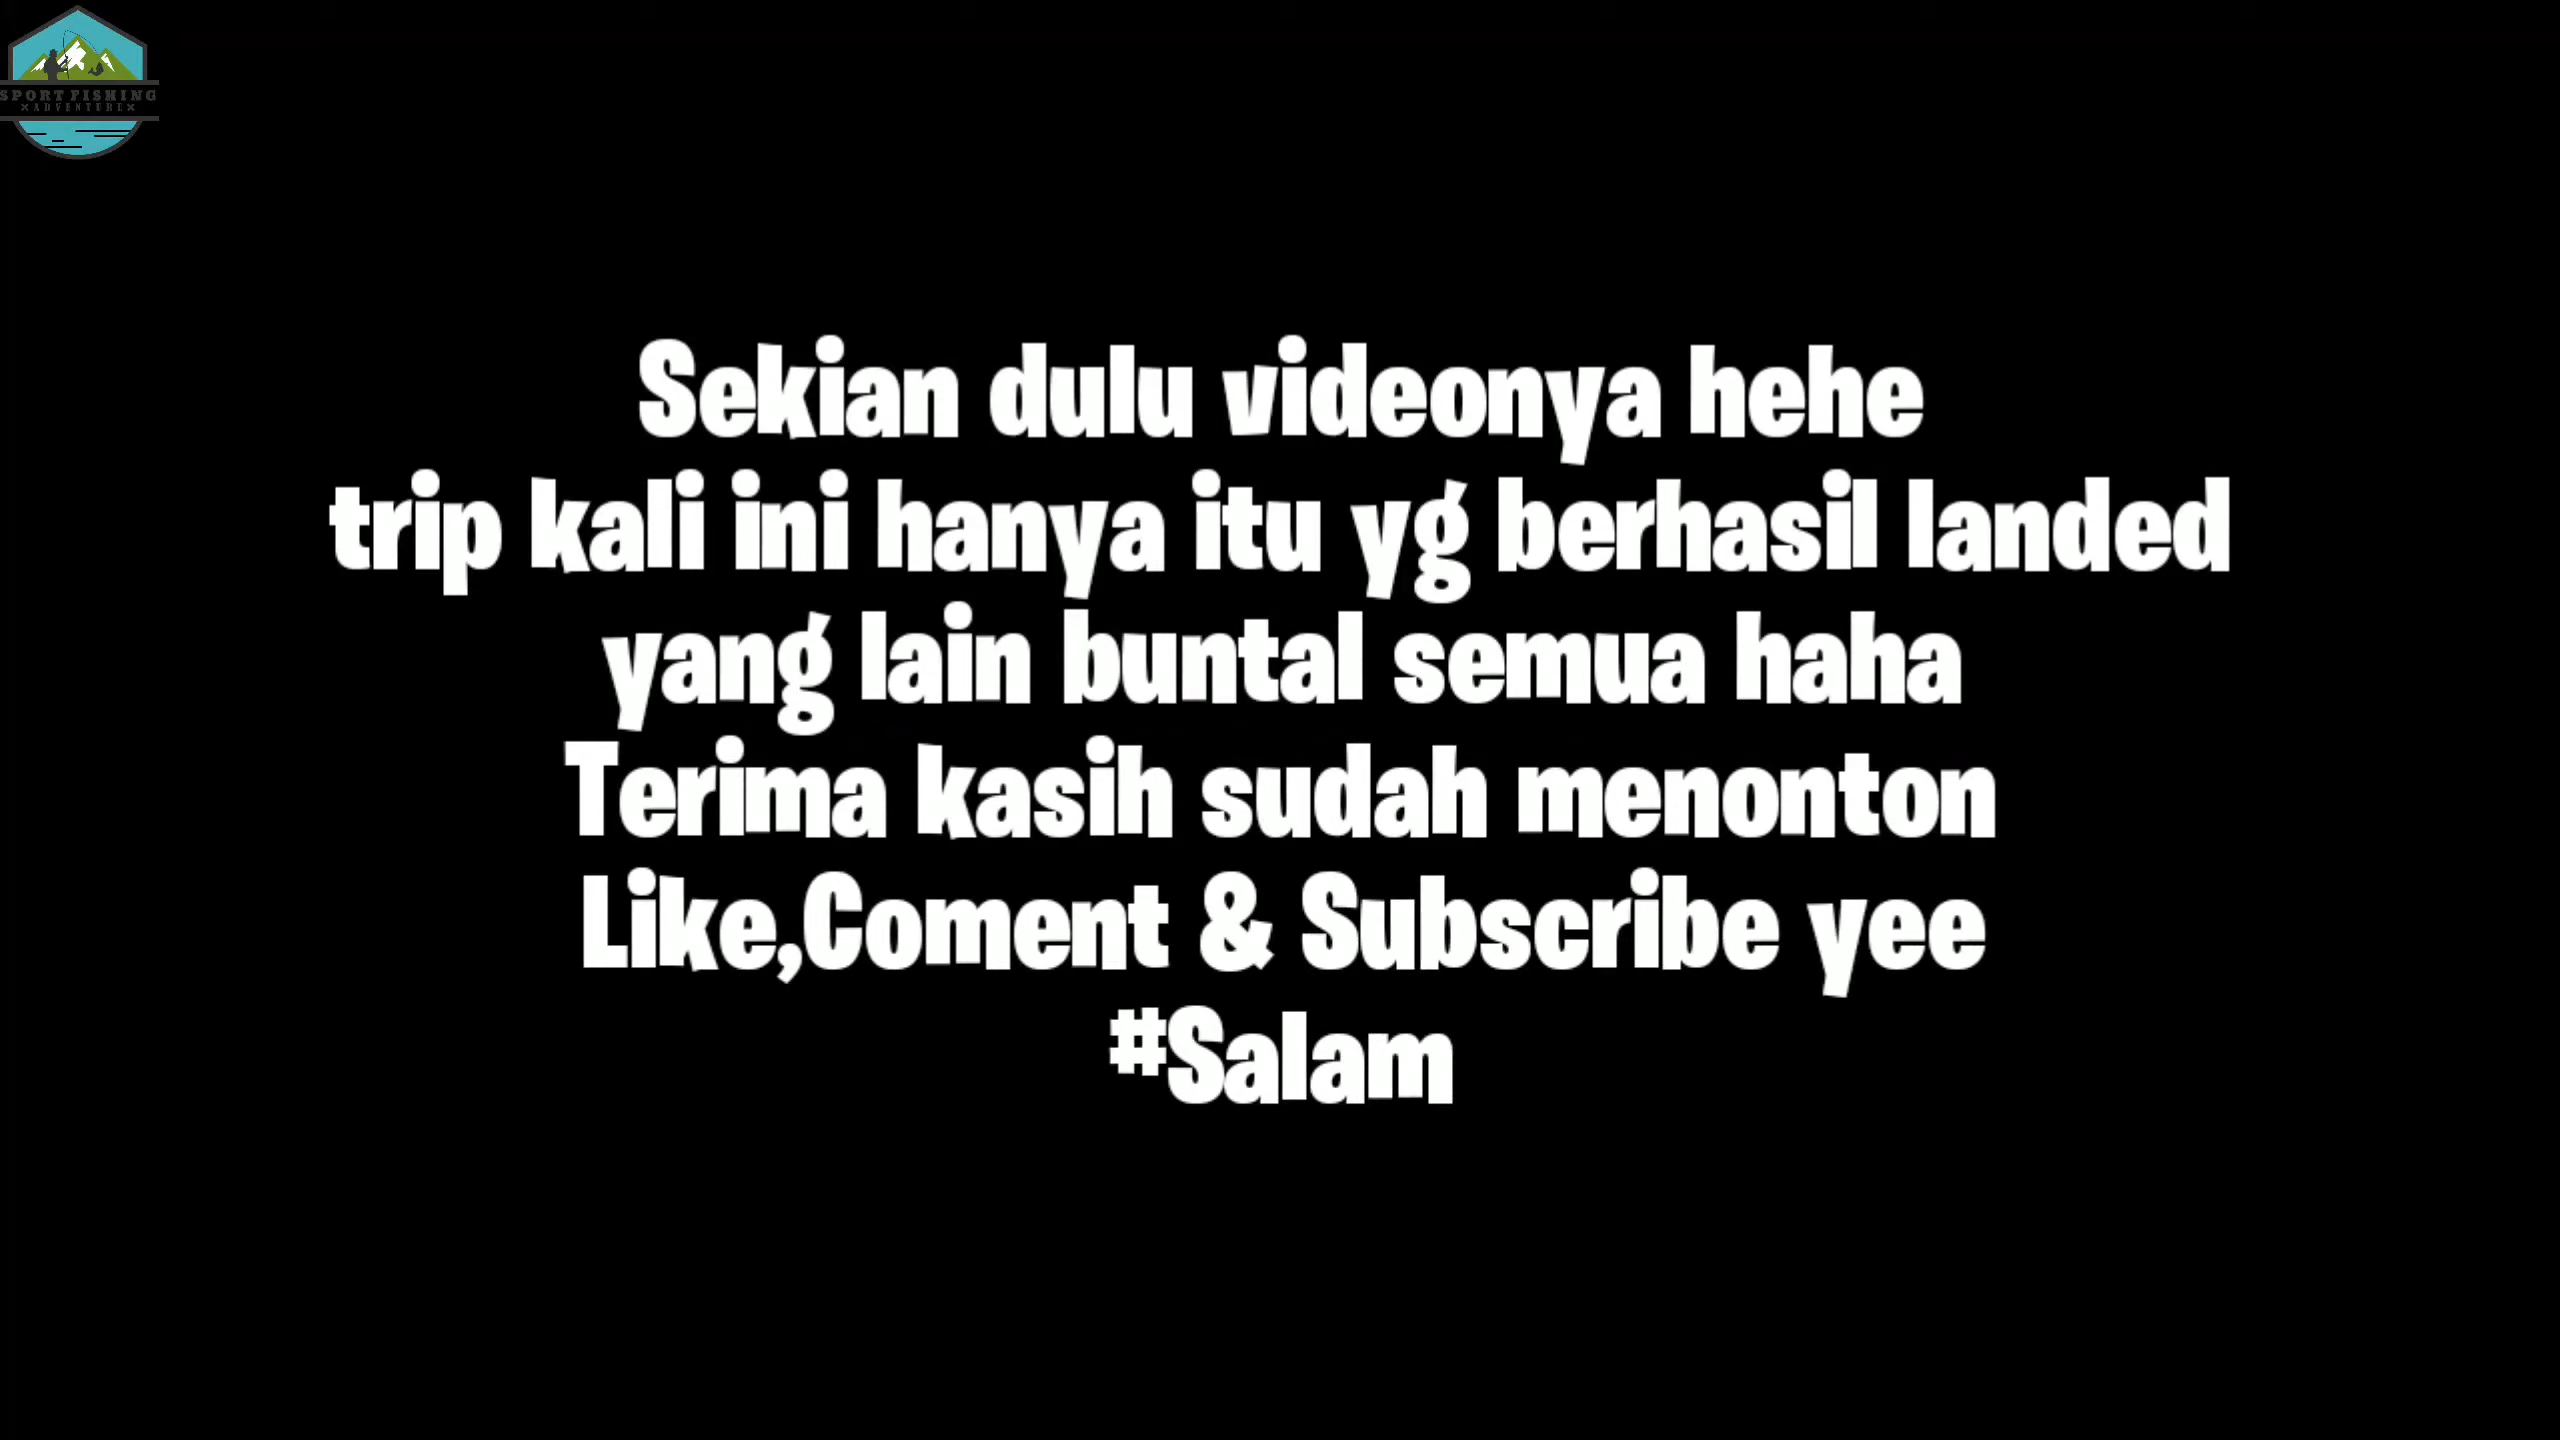 SPORT FISHING
ADVENTURE
Sekian dulu videonya hehe
trip kali ini hanya itu yg berhasil landed
yang lain buntal semua haha
Terima kasih sudah menonton
Like,Coment & Subscribe yee
#Salam